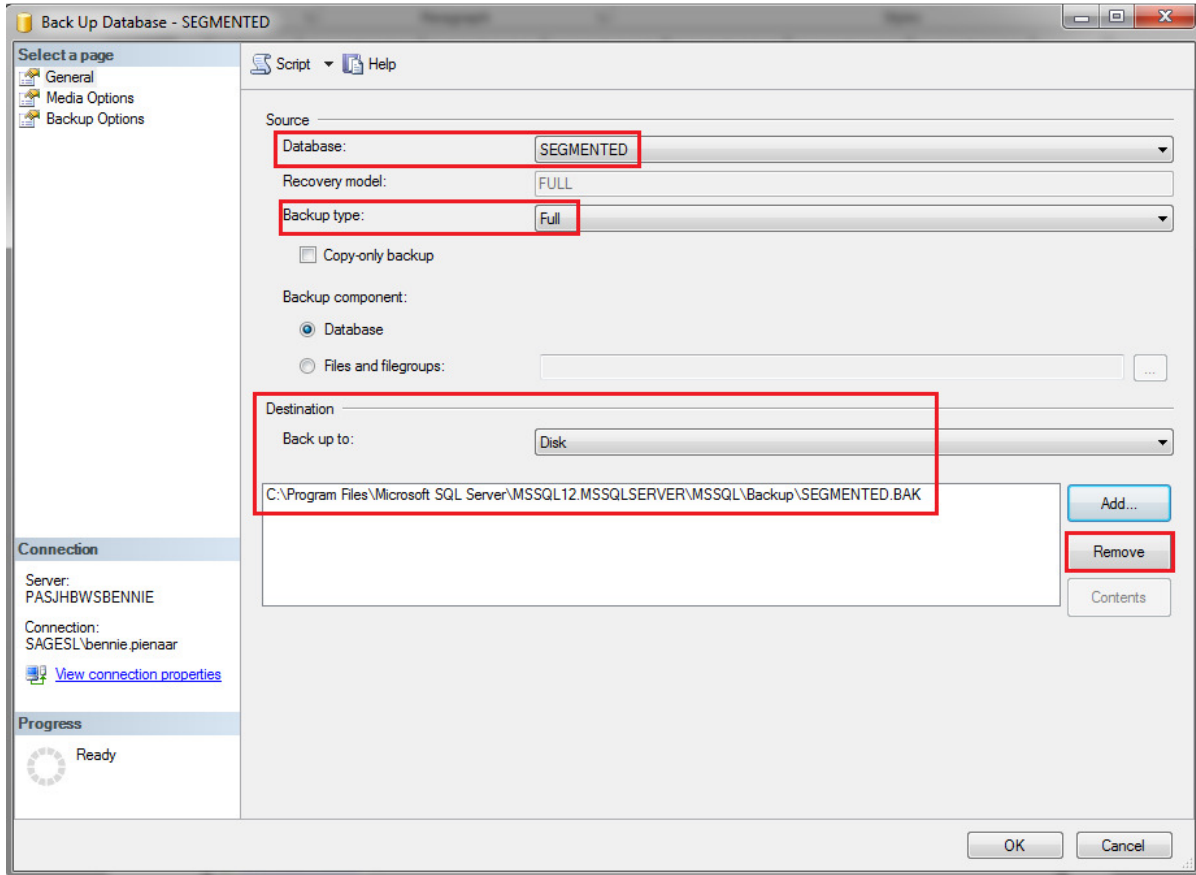 Back Up Database - SEGMENTED
Select a page
General
Media Options
Backup Options
Script Help
Source
Database: SEGMENTED
Recovery model: FULL
Backup type: Full
Copy-only backup
Backup component:
Database
Files and filegroups: ...
Destination
Back up to: Disk
C:\Program Files\Microsoft SQL Server\MSSQL12.MSSQLSERVER\MSSQL\Backup\SEGMENTED.BAK
Add...
Remove
Contents
Connection
Server:
PASJHBWSBENNIE
Connection:
SAGESL\bennie.pienaar
View connection properties
Progress
Ready
OK Cancel